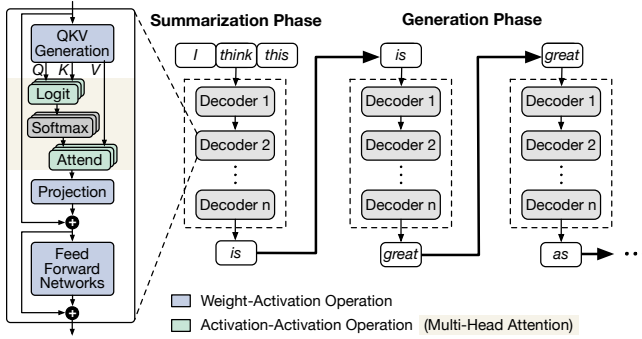 Summarization Phase
Generation Phase
QKV
Generation
Q K V
Logit
Softmax
Attend
Projection
Feed
Forward
Networks
I think this
Decoder 1
Decoder 2
Decoder n
is
is
Decoder 1
Decoder 2
Decoder n
great
great
Decoder 1
Decoder 2
Decoder n
as
Weight-Activation Operation
Activation-Activation Operation (Multi-Head Attention)